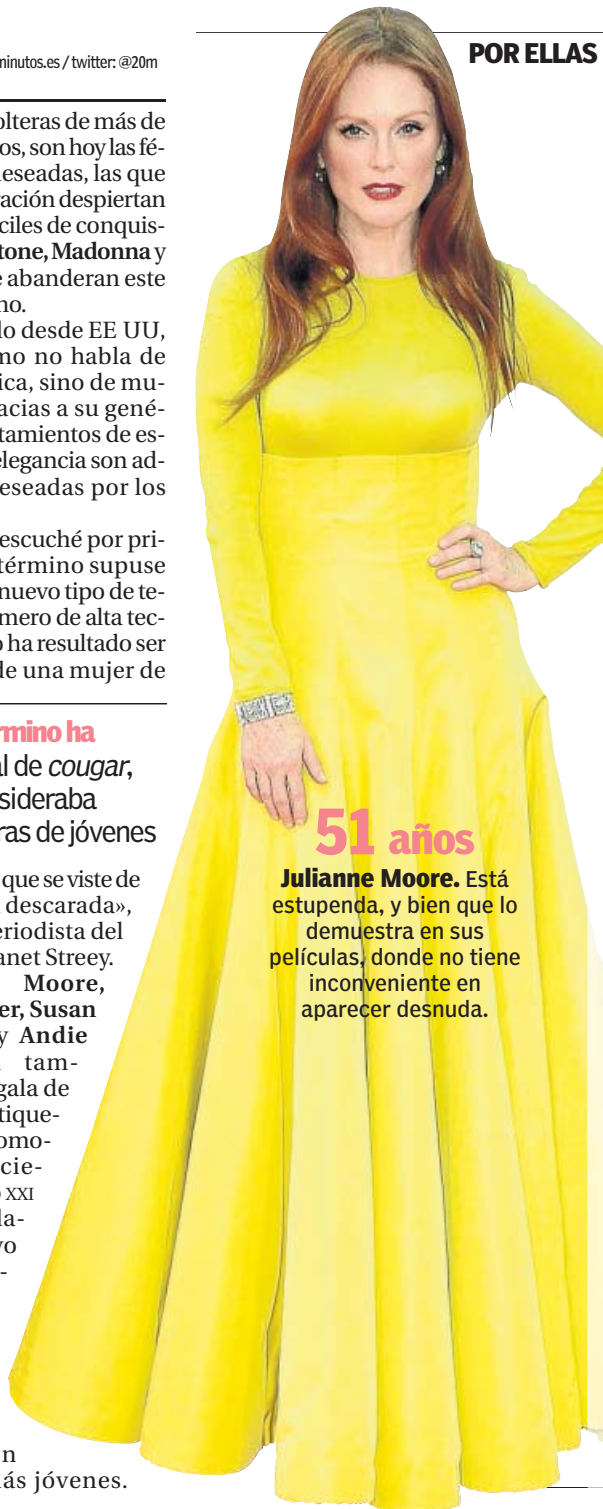 minutos.es / twitter: @20m
POR ELLAS
olteras de más de
os, son hoy las fé-
deseadas, las que
ración despiertan
ciles de conquis-
tone, Madonna y
e abanderan este
no.
lo desde EE UU,
mo no habla de
ica, sino de mu-
acias a su gené-
tamientos de es-
elegancia son ad-
eseadas por los
escuché por pri-
término supuse
nuevo tipo de te-
mero de alta tec-
o ha resultado ser
de una mujer de
rmino ha
al de cougar,
sideraba
ras de jóvenes
que se viste de
descarada»,
eriodista del
anet Streey.
Moore,
er, Susan
y Andie
tam-
gala de
tique-
omo-
cie-
o XXI
la-
vo
-
n
nás jóvenes.
51 años
Julianne Moore. Está
estupenda, y bien que lo
demuestra en sus
películas, donde no tiene
inconveniente en
aparecer desnuda.